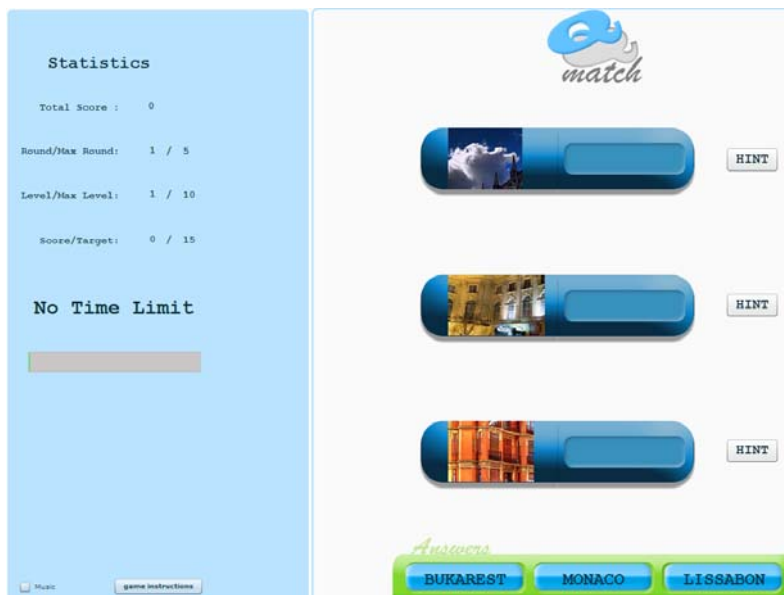 Statistics
Total Score : 0
Round/Max Round: 1 / 5
Level/Max Level: 1 / 10
Score/Target: 0 / 15
No Time Limit
Music
game instructions
match
HINT
HINT
HINT
Answers
BUKAREST MONACO LISSABON